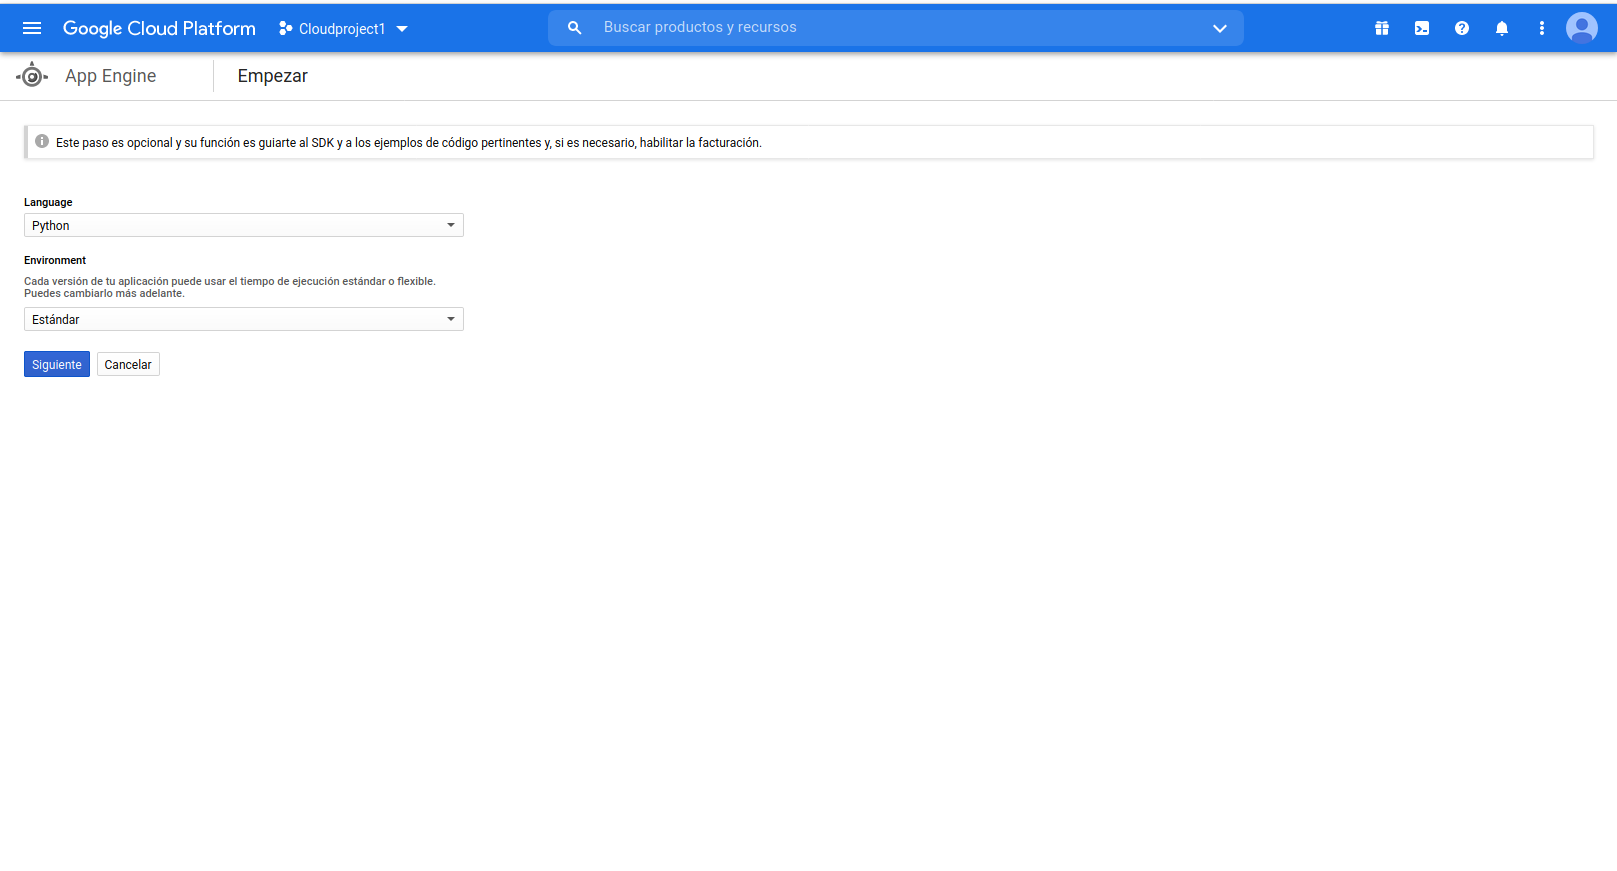 Google Cloud Platform
Cloudproject1
Buscar productos y recursos
App Engine
Empezar
Este paso es opcional y su función es guiarte al SDK y a los ejemplos de código pertinentes y, si es necesario, habilitar la facturación.
Language
Python
Environment
Cada versión de tu aplicación puede usar el tiempo de ejecución estándar o flexible.
Puedes cambiarlo más adelante.
Estándar
Siguiente
Cancelar